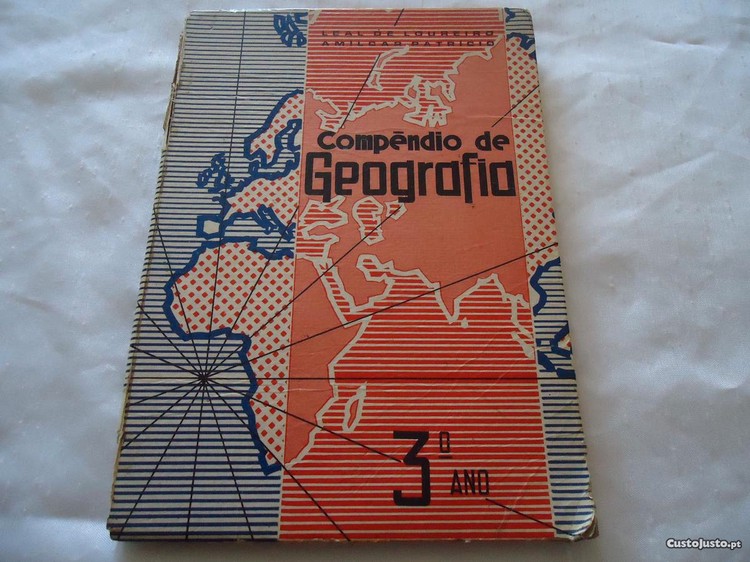 LEAL DE LOUREIRO
AMILCAR PATRICIO
Compêndio de
Geografia
3º
ANO
CustoJusto.pt